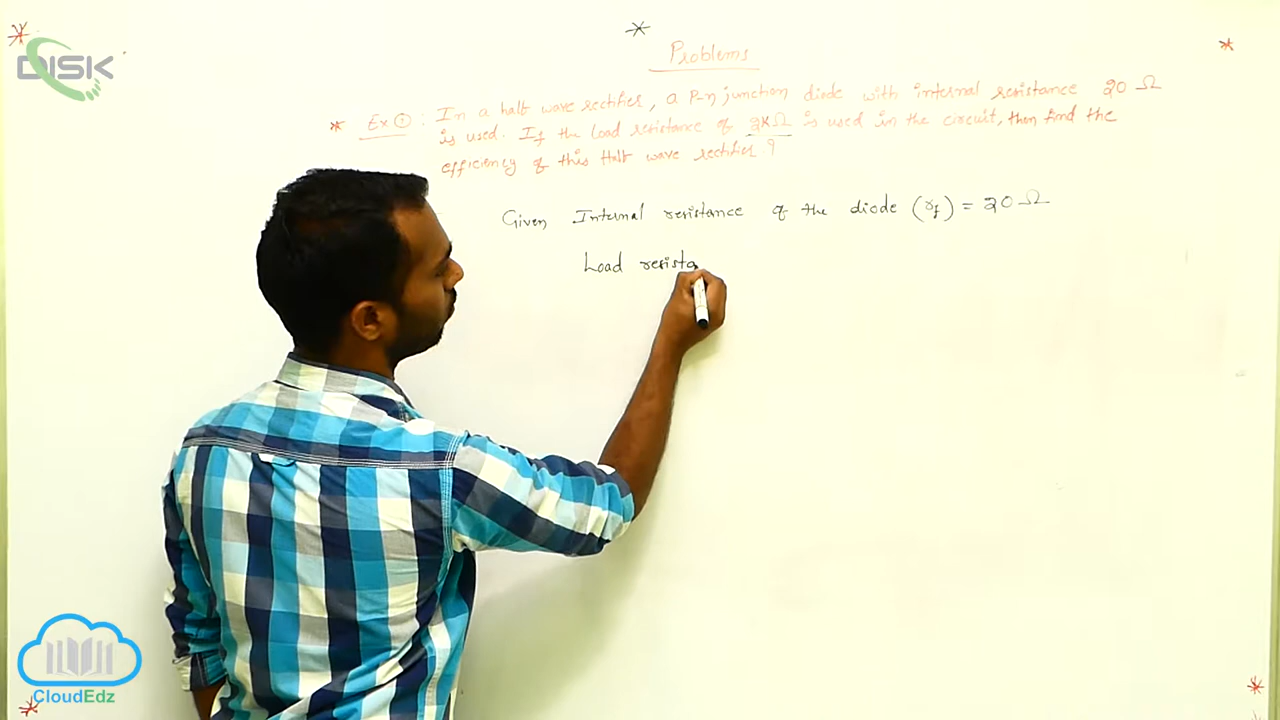 DISK
Problems
* Ex ① : In a half wave rectifier, a P-n junction diode with internal resistance 20 Ω
is used. If the Load resistance of 2KΩ is used in the circuit, then find the
efficiency of this Half wave rectifier ?
Given Internal resistance of the diode (rf) = 20 Ω
Load resista
CloudEdz